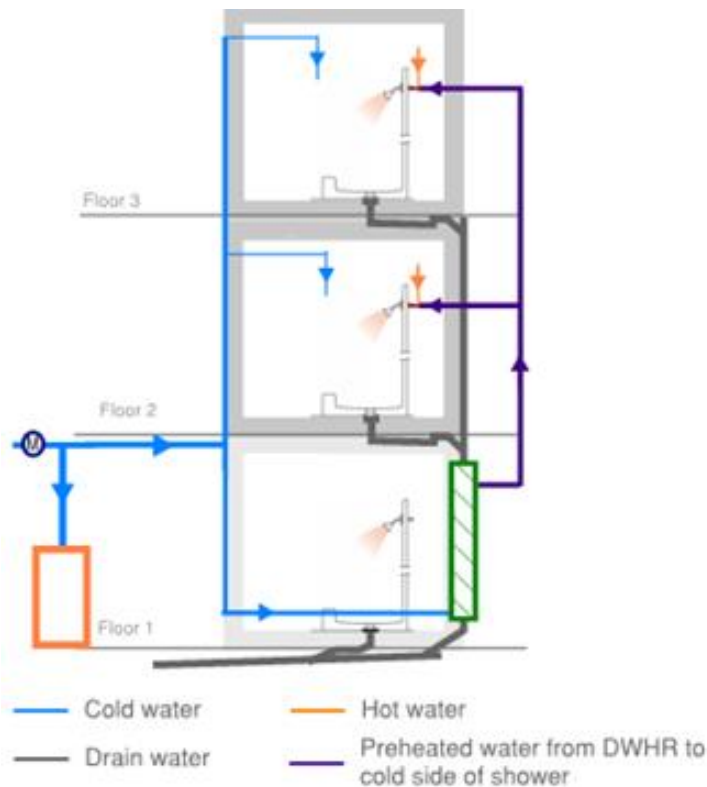 Floor 3
Floor 2
M
Floor 1
Cold water
Hot water
Drain water
Preheated water from DWHR to
cold side of shower